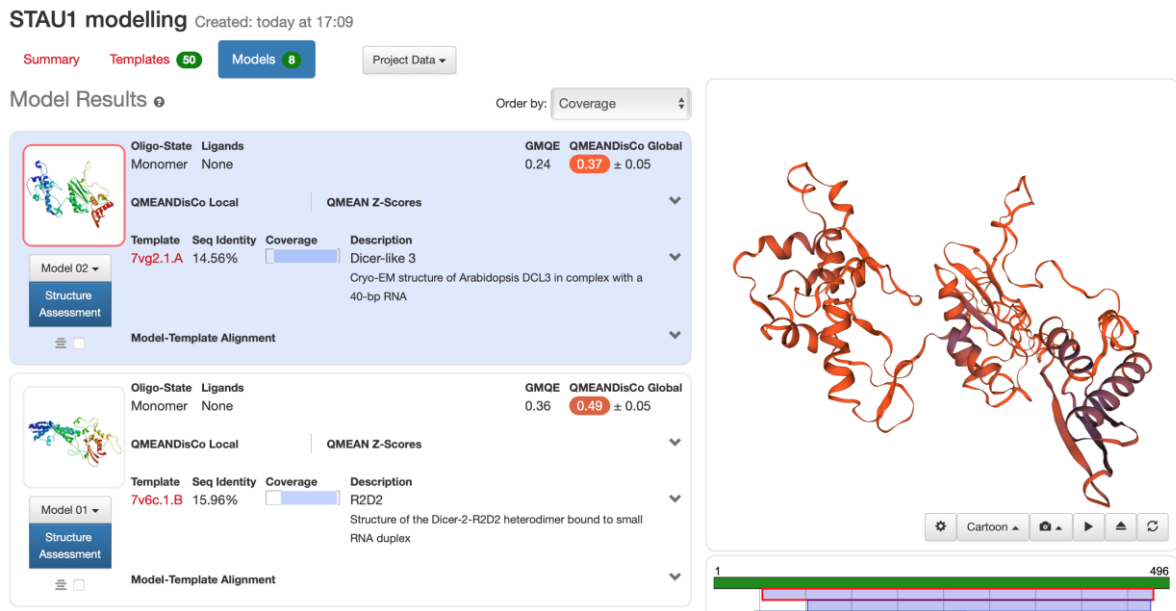 STAU1 modelling Created: today at 17:09
Summary Templates 50 Models 8 Project Data
Model Results
Order by: Coverage
Oligo-State Ligands GMQE QMEANDisCo Global
Monomer None 0.24 0.37 ± 0.05
QMEANDisCo Local QMEAN Z-Scores
Template Seq Identity Coverage Description
7vg2.1.A 14.56% Dicer-like 3
Cryo-EM structure of Arabidopsis DCL3 in complex with a
40-bp RNA
Model 02
Structure
Assessment
Model-Template Alignment
Oligo-State Ligands GMQE QMEANDisCo Global
Monomer None 0.36 0.49 ± 0.05
QMEANDisCo Local QMEAN Z-Scores
Template Seq Identity Coverage Description
7v6c.1.B 15.96% R2D2
Structure of the Dicer-2-R2D2 heterodimer bound to small
RNA duplex
Model 01
Structure
Assessment
Model-Template Alignment
Cartoon
1 496